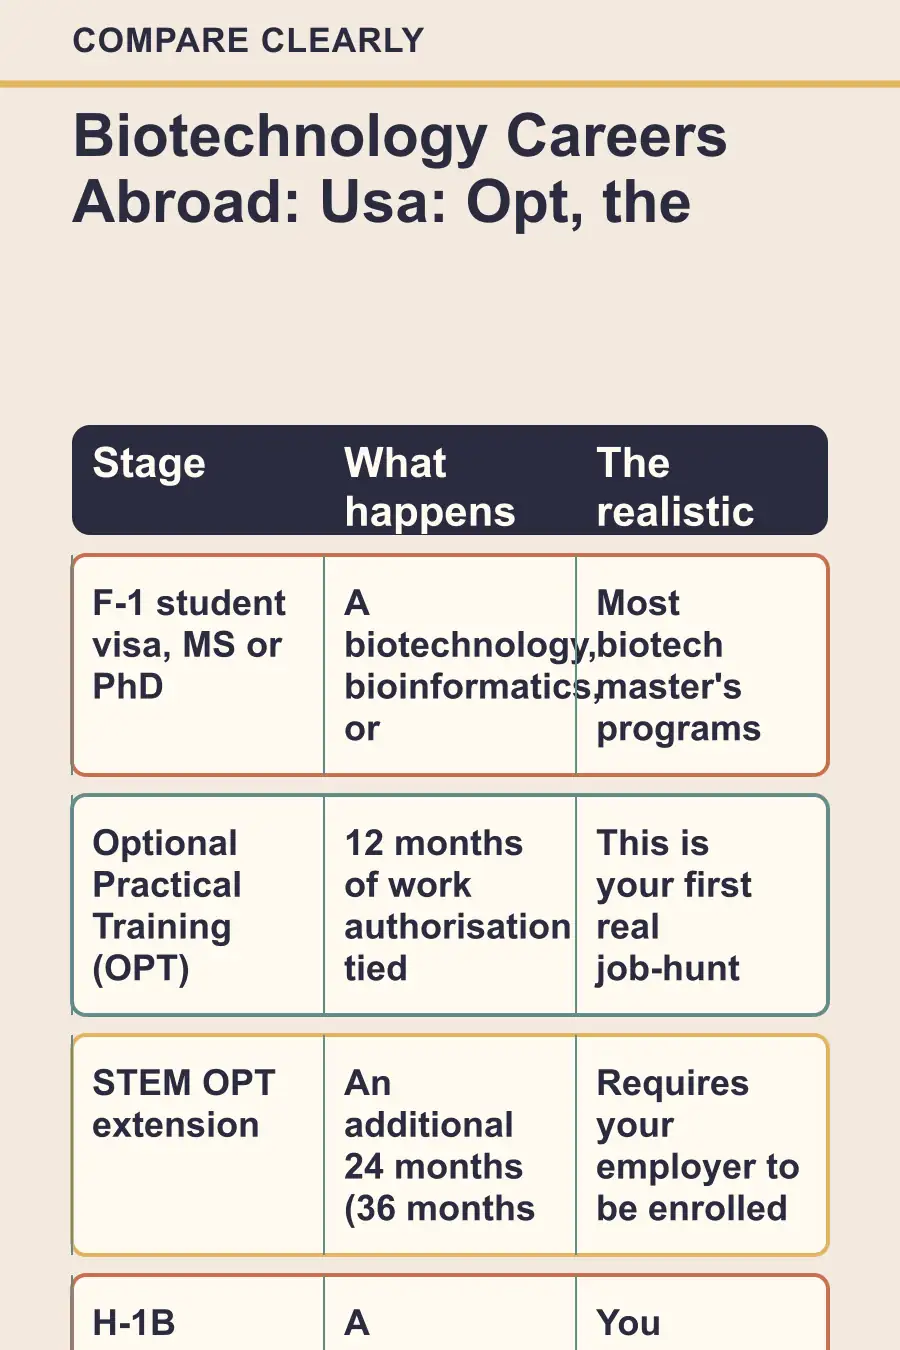 COMPARE CLEARLY
Biotechnology Careers
Abroad: Usa: Opt, the
Stage
What
happens
The
realistic
F-1 student
visa, MS or
PhD
A
biotechnology,
bioinformatics,
or
Most
biotech
master's
programs
Optional
Practical
Training
(OPT)
12 months
of work
authorisation
tied
This is
your first
real
job-hunt
STEM OPT
extension
An
additional
24 months
(36 months
Requires
your
employer to
be enrolled
H-1B
A
You